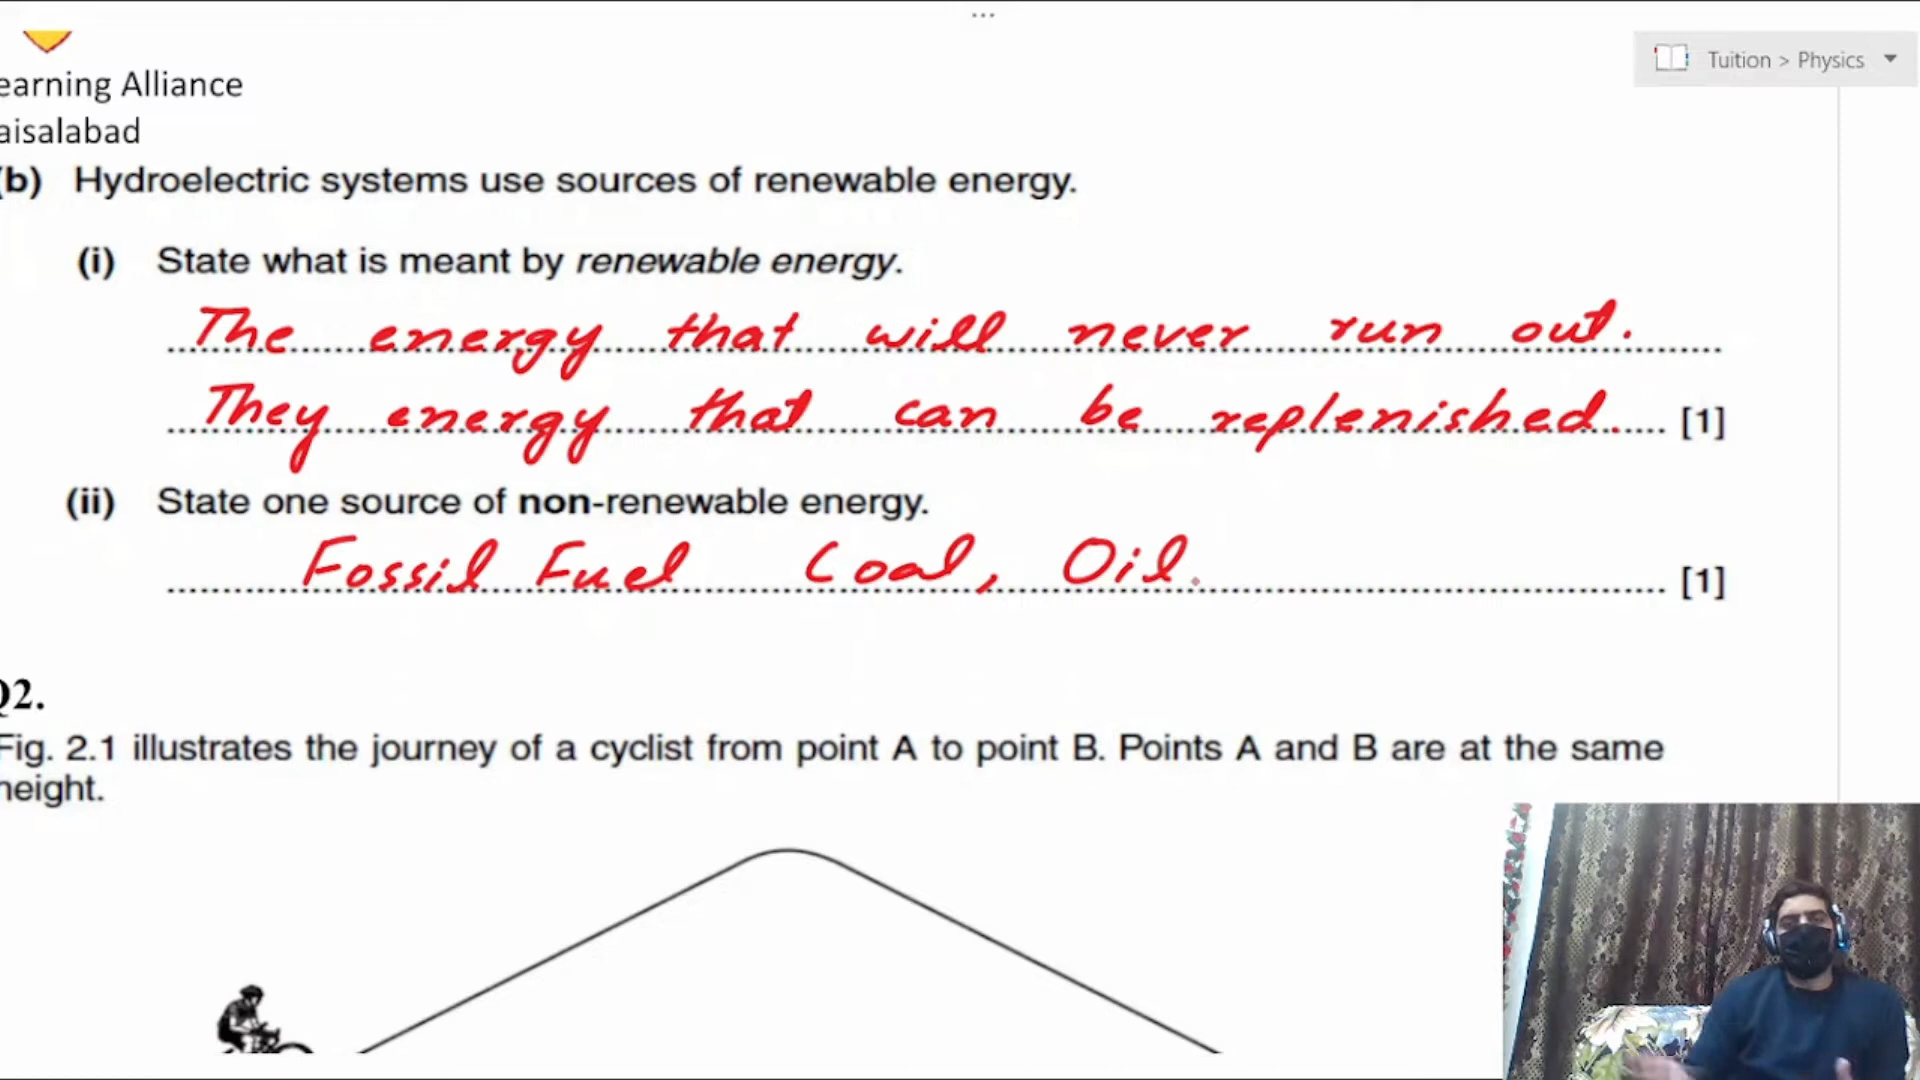 ...
earning Alliance
Tuition > Physics
aisalabad
(b) Hydroelectric systems use sources of renewable energy.
(i) State what is meant by renewable energy.
The energy that will never run out.
They energy that can be replenished. [1]
(ii) State one source of non-renewable energy.
Fossil Fuel Coal, Oil. [1]
Q2.
Fig. 2.1 illustrates the journey of a cyclist from point A to point B. Points A and B are at the same
height.